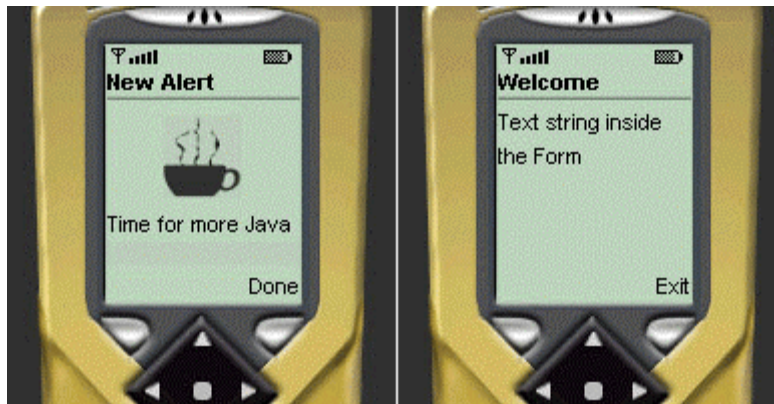 New Alert
Time for more Java
Done
Welcome
Text string inside
the Form
Exit